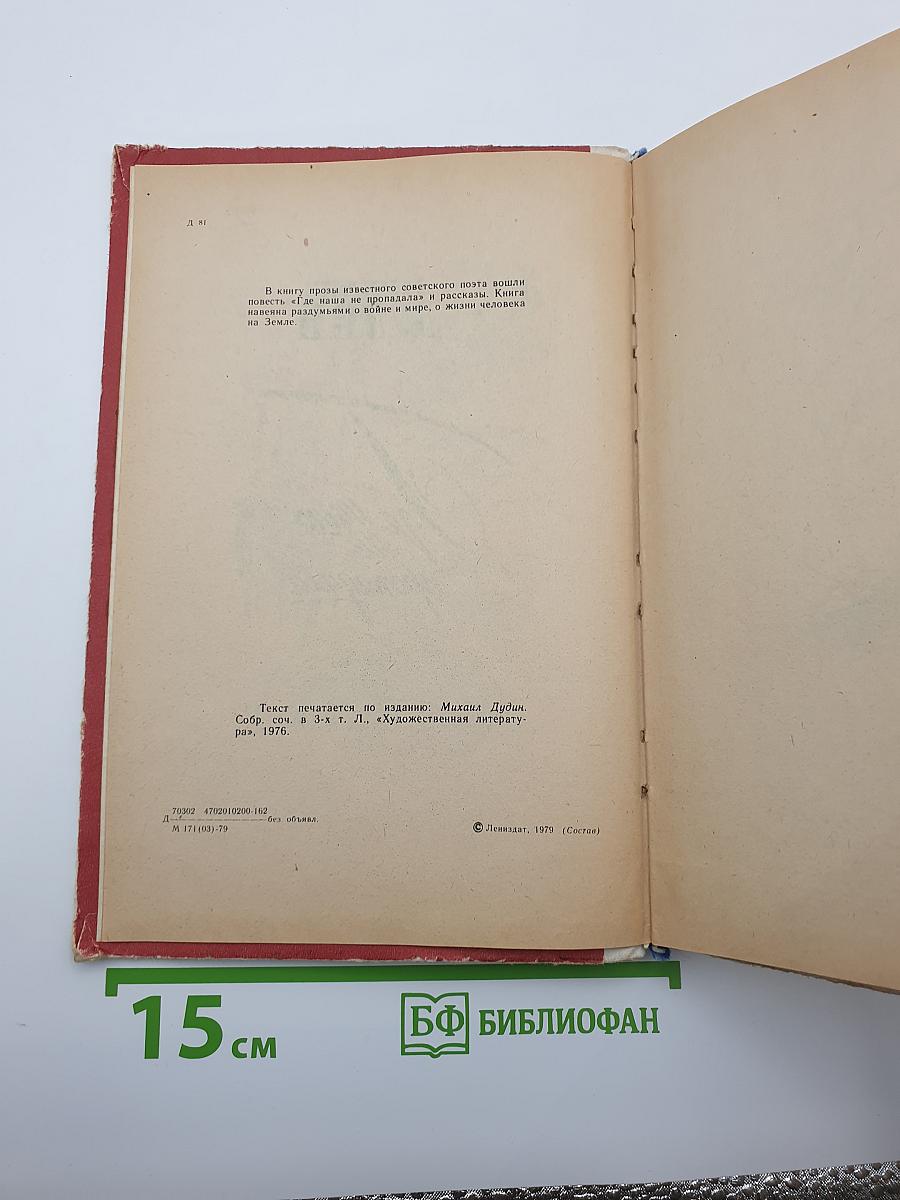 Д 81
В книгу прозы известного советского поэта вошли
повесть «Где наша не пропадала» и рассказы. Книга
навеяна раздумьями о войне и мире, о жизни человека
на Земле.
Текст печатается по изданию: Михаил Дудин.
Собр. соч. в 3-х т. Л., «Художественная литерату-
ра», 1976.
70302 4702010200-162
Д——————без объявл.
М 171(03)-79
© Лениздат, 1979 (Состав)
15 см
БФ БИБЛИОФАН